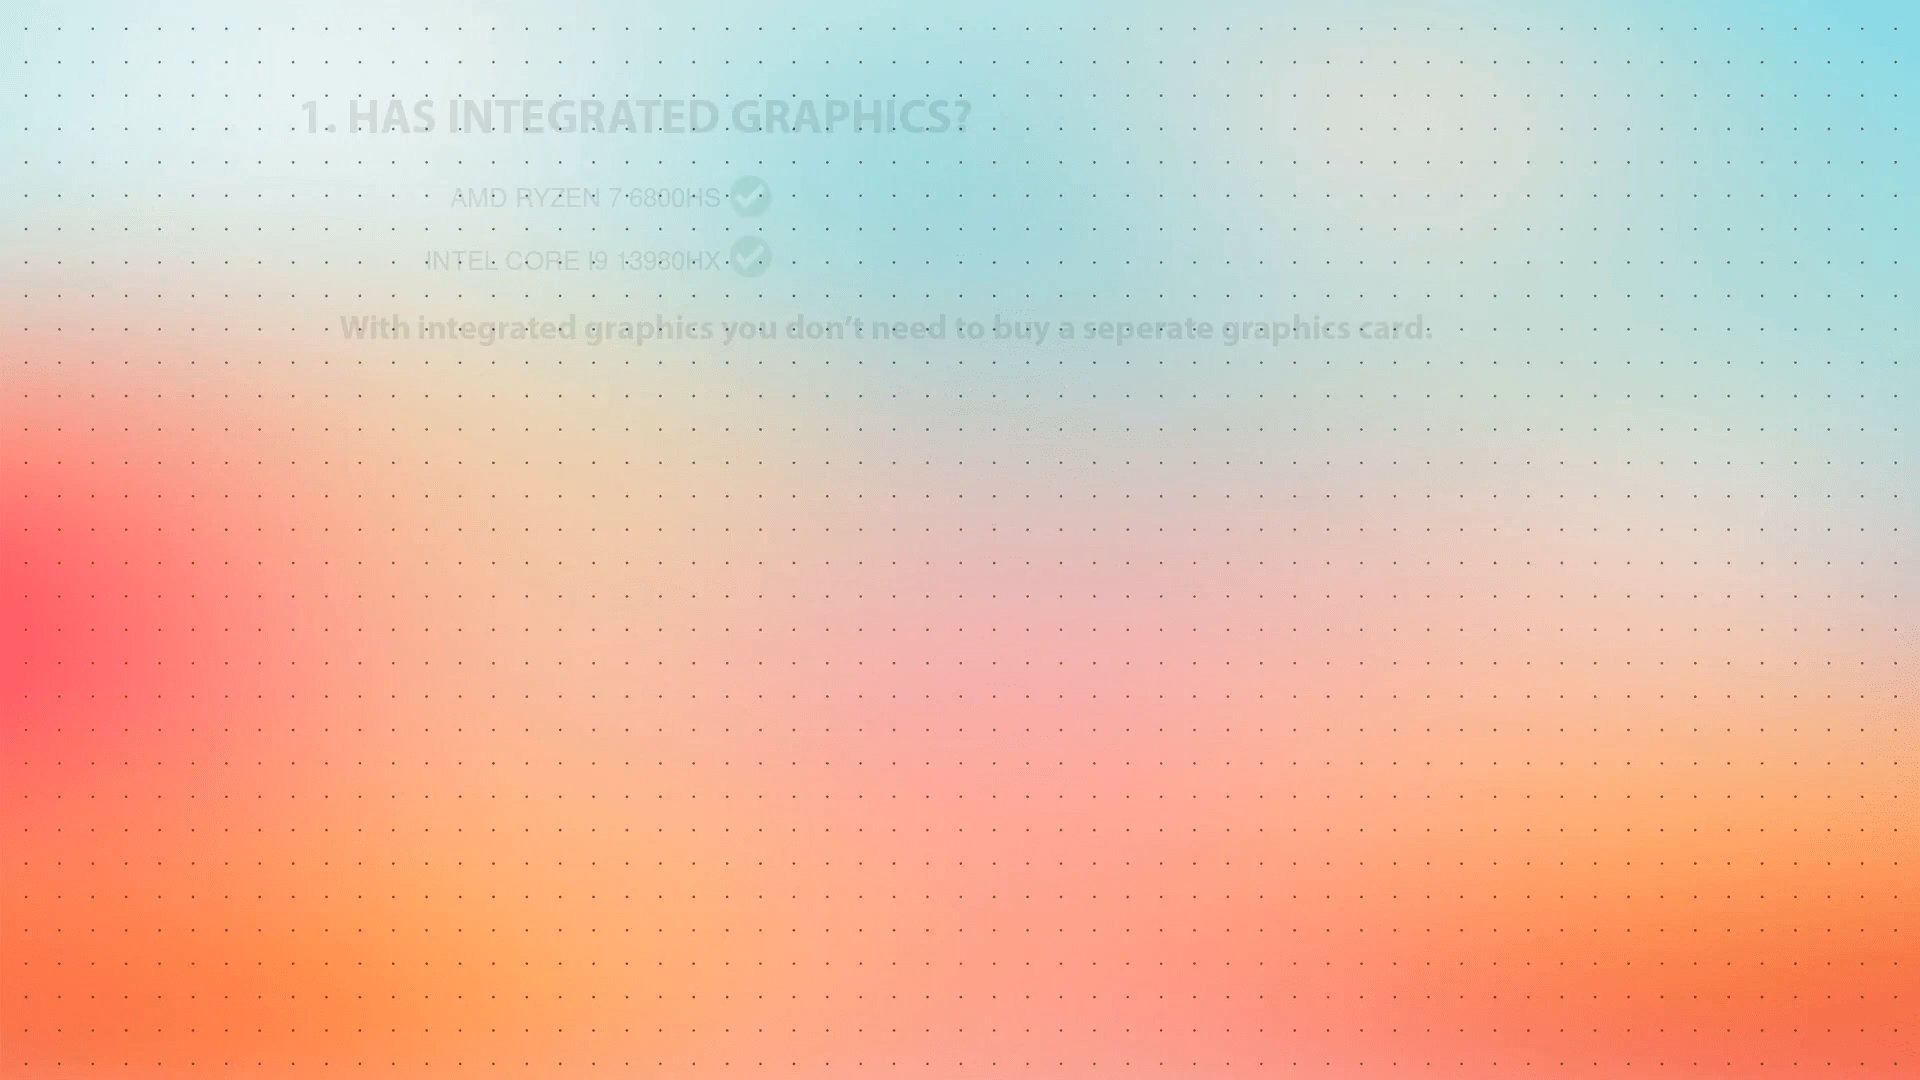 1. HAS INTEGRATED GRAPHICS?
AMD RYZEN 7 6800HS
INTEL CORE I9 13980HX
With integrated graphics you don’t need to buy a seperate graphics card.